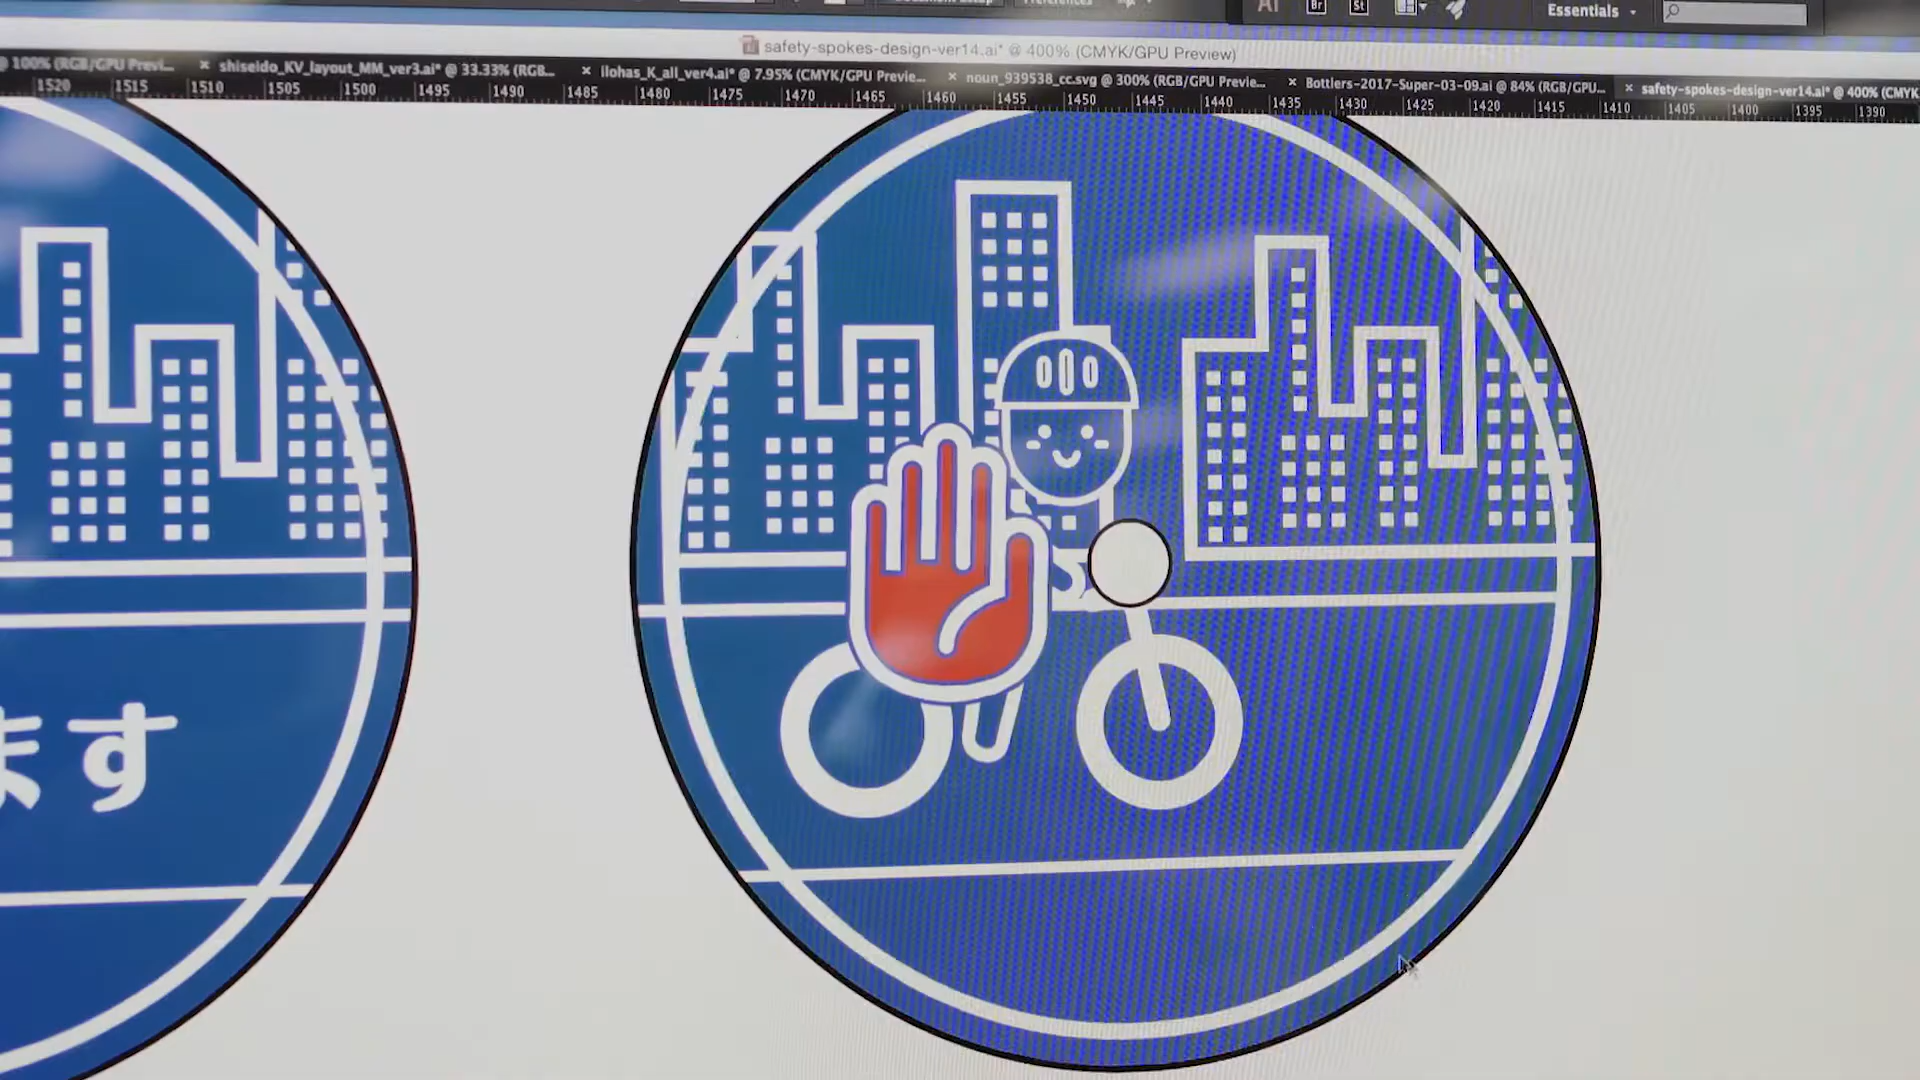 Essentials
safety-spokes-design-ver14.ai* @ 400% (CMYK/GPU Preview)
@ 100% (RGB/GPU Previ... × shiseido_KV_layout_MM_ver3.ai* @ 33.33% (RGB... × ilohas_K_all_ver4.ai* @ 7.95% (CMYK/GPU Previe... × noun_939538_cc.svg @ 300% (RGB/GPU Previe... × Bottlers-2017-Super-03-09.ai @ 84% (RGB/GPU... × safety-spokes-design-ver14.ai* @ 400% (CMYK
1520 1515 1510 1505 1500 1495 1490 1485 1480 1475 1470 1465 1460 1455 1450 1445 1440 1435 1430 1425 1420 1415 1410 1405 1400 1395 1390
ます